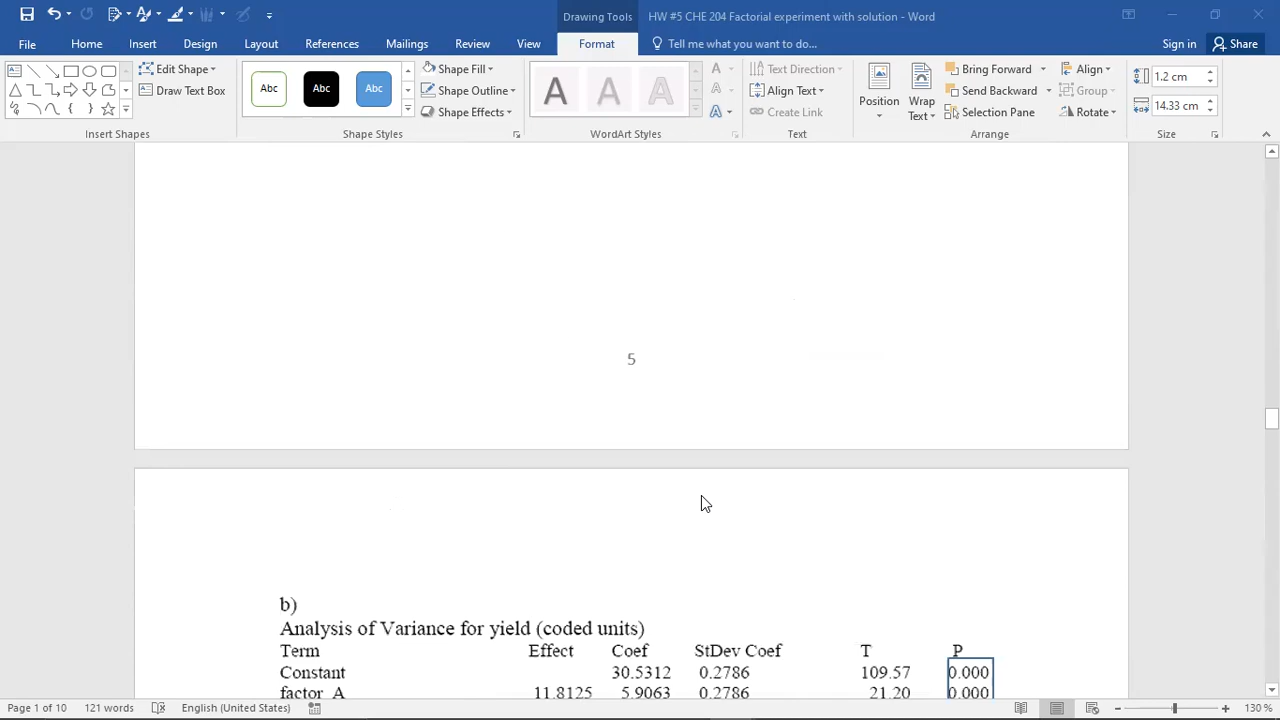 Drawing Tools
HW #5 CHE 204 Factorial experiment with solution - Word
File Home Insert Design Layout References Mailings Review View Format Tell me what you want to do... Sign in Share
Edit Shape
Draw Text Box
Insert Shapes
Abc Abc Abc
Shape Fill
Shape Outline
Shape Effects
Shape Styles
A A A
WordArt Styles
Text Direction
Align Text
Create Link
Text
Position
Wrap Text
Bring Forward
Send Backward
Selection Pane
Align
Group
Rotate
Arrange
1.2 cm
14.33 cm
Size
5
b)
Analysis of Variance for yield (coded units)
Term Effect Coef StDev Coef T P
Constant 30.5312 0.2786 109.57 0.000
factor_A 11.8125 5.9063 0.2786 21.20 0.000
Page 1 of 10 121 words English (United States) 130 %